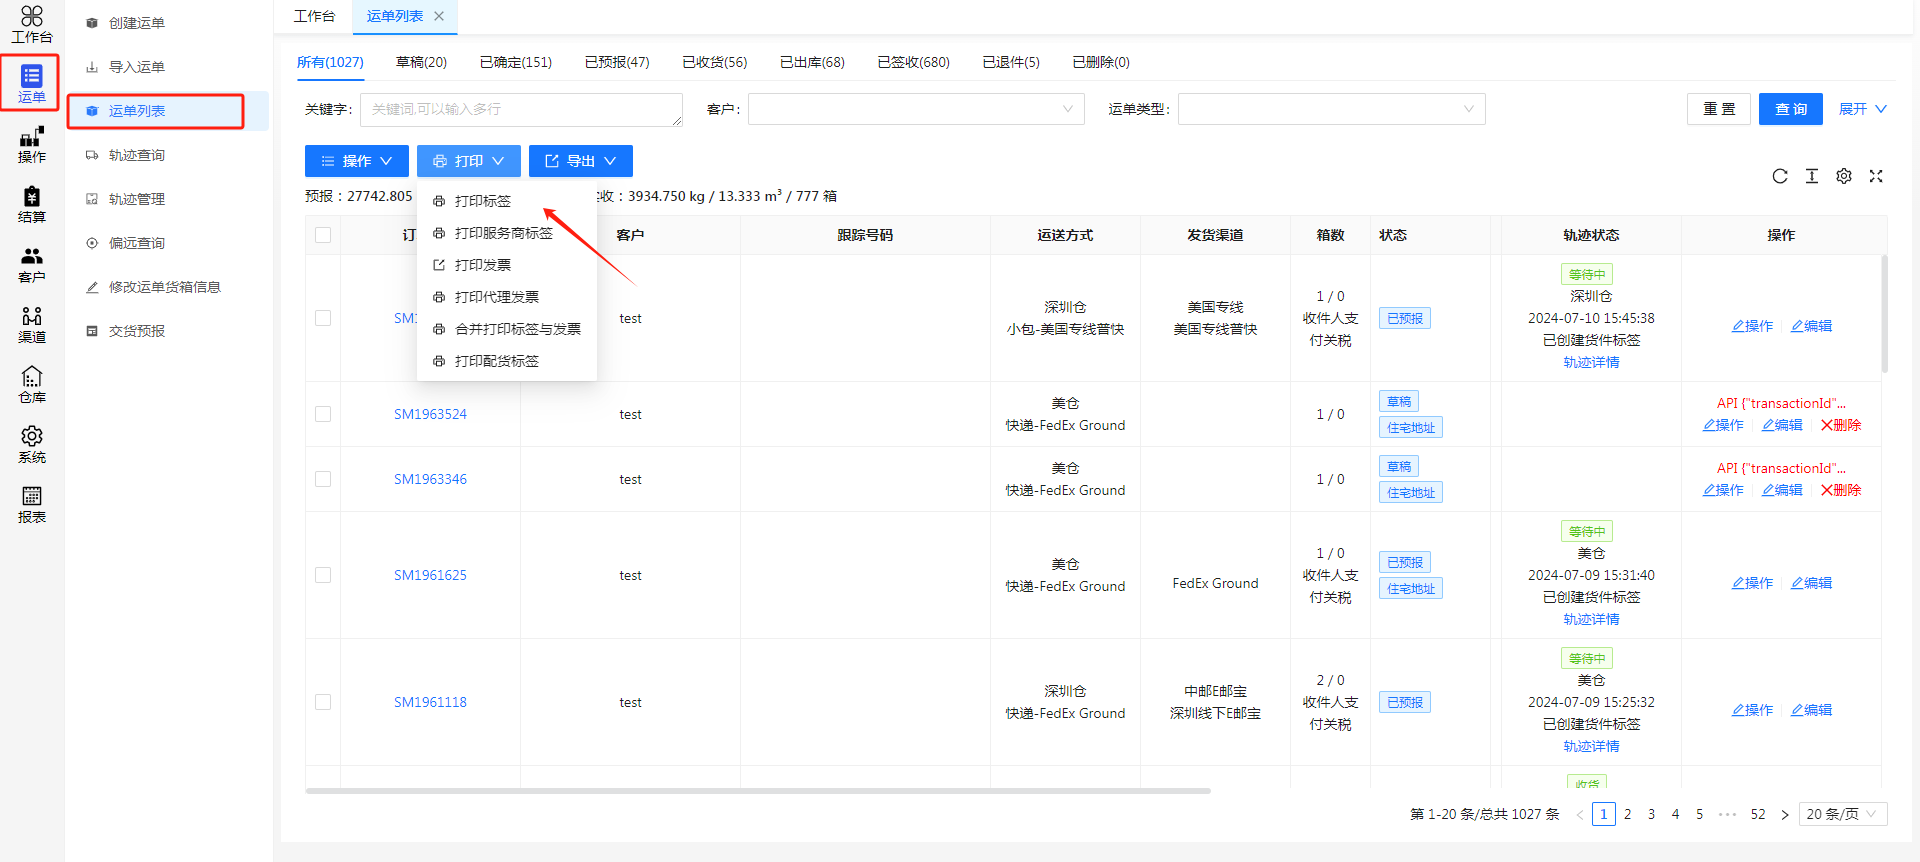 工作台
运单
操作
结算
客户
渠道
仓库
系统
报表
创建运单
导入运单
运单列表
轨迹查询
轨迹管理
偏远查询
修改运单货箱信息
交货预报
工作台 运单列表
所有(1027) 草稿(20) 已确定(151) 已预报(47) 已收货(56) 已出库(68) 已签收(680) 已退件(5) 已删除(0)
关键字: 关键词,可以输入多行 客户: 运单类型: 重 置 查 询 展开
操作 打印 导出
预报：27742.805 收：3934.750 kg / 13.333 m³ / 777 箱
打印标签
打印服务商标签
打印发票
打印代理发票
合并打印标签与发票
打印配货标签
订 客户 跟踪号码 运送方式 发货渠道 箱数 状态 轨迹状态 操作
SM1 test
深圳仓
小包-美国专线普快
美国专线
美国专线普快
1 / 0
收件人支
付关税
已预报
等待中
深圳仓
2024-07-10 15:45:38
已创建货件标签
轨迹详情
操作 编辑
SM1963524 test
美仓
快递-FedEx Ground
1 / 0
草稿
住宅地址
API {"transactionId"...
操作 编辑 删除
SM1963346 test
美仓
快递-FedEx Ground
1 / 0
草稿
住宅地址
API {"transactionId"...
操作 编辑 删除
SM1961625 test
美仓
快递-FedEx Ground
FedEx Ground
1 / 0
收件人支
付关税
已预报
住宅地址
等待中
美仓
2024-07-09 15:31:40
已创建货件标签
轨迹详情
操作 编辑
SM1961118 test
深圳仓
快递-FedEx Ground
中邮E邮宝
深圳线下E邮宝
2 / 0
收件人支
付关税
已预报
等待中
美仓
2024-07-09 15:25:32
已创建货件标签
轨迹详情
操作 编辑
收货
第 1-20 条/总共 1027 条 < 1 2 3 4 5 ••• 52 > 20 条/页